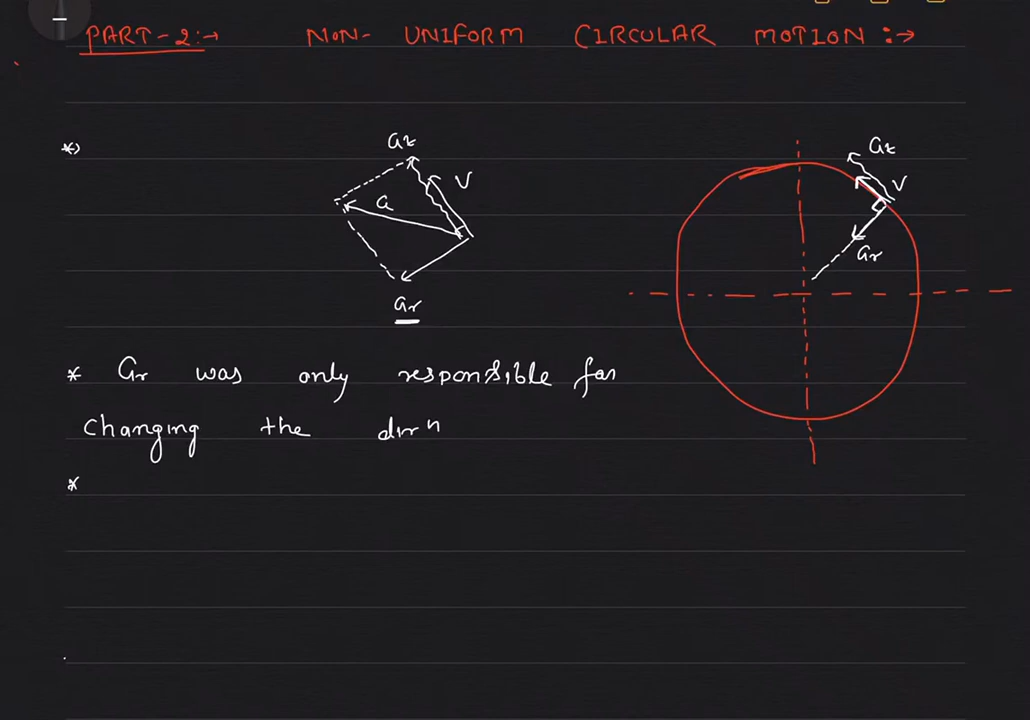 PART-2:→ NON- UNIFORM CIRCULAR MOTION :→
*)
at
v
a
ar
at
v
ar
* ar was only responsible for
changing the dirn
*